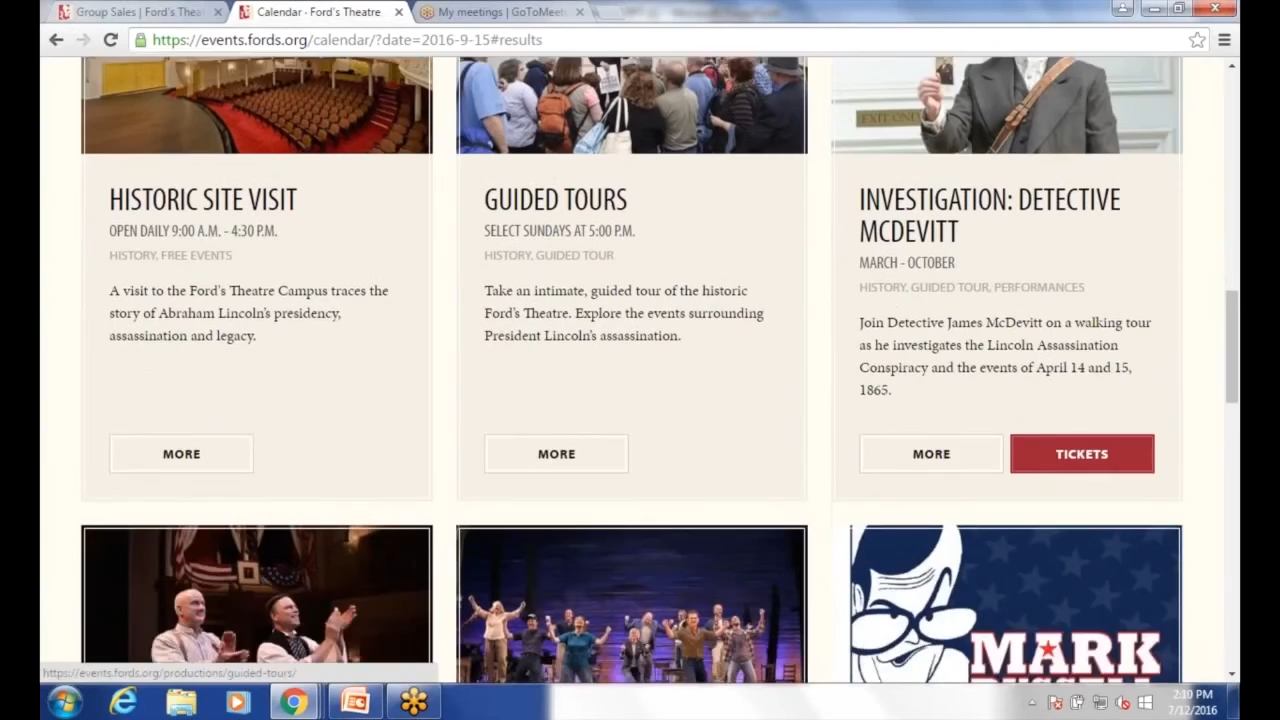 Group Sales | Ford's Thea
Calendar · Ford's Theatre
My meetings | GoToMeet
https://events.fords.org/calendar/?date=2016-9-15#results
EXIT ONLY
HISTORIC SITE VISIT
OPEN DAILY 9:00 A.M. - 4:30 P.M.
HISTORY, FREE EVENTS
A visit to the Ford's Theatre Campus traces the
story of Abraham Lincoln's presidency,
assassination and legacy.
MORE
GUIDED TOURS
SELECT SUNDAYS AT 5:00 P.M.
HISTORY, GUIDED TOUR
Take an intimate, guided tour of the historic
Ford's Theatre. Explore the events surrounding
President Lincoln's assassination.
MORE
INVESTIGATION: DETECTIVE
MCDEVITT
MARCH - OCTOBER
HISTORY, GUIDED TOUR, PERFORMANCES
Join Detective James McDevitt on a walking tour
as he investigates the Lincoln Assassination
Conspiracy and the events of April 14 and 15,
1865.
MORE
TICKETS
MARK
RUSSELL
https://events.fords.org/productions/guided-tours/
2:10 PM
7/12/2016